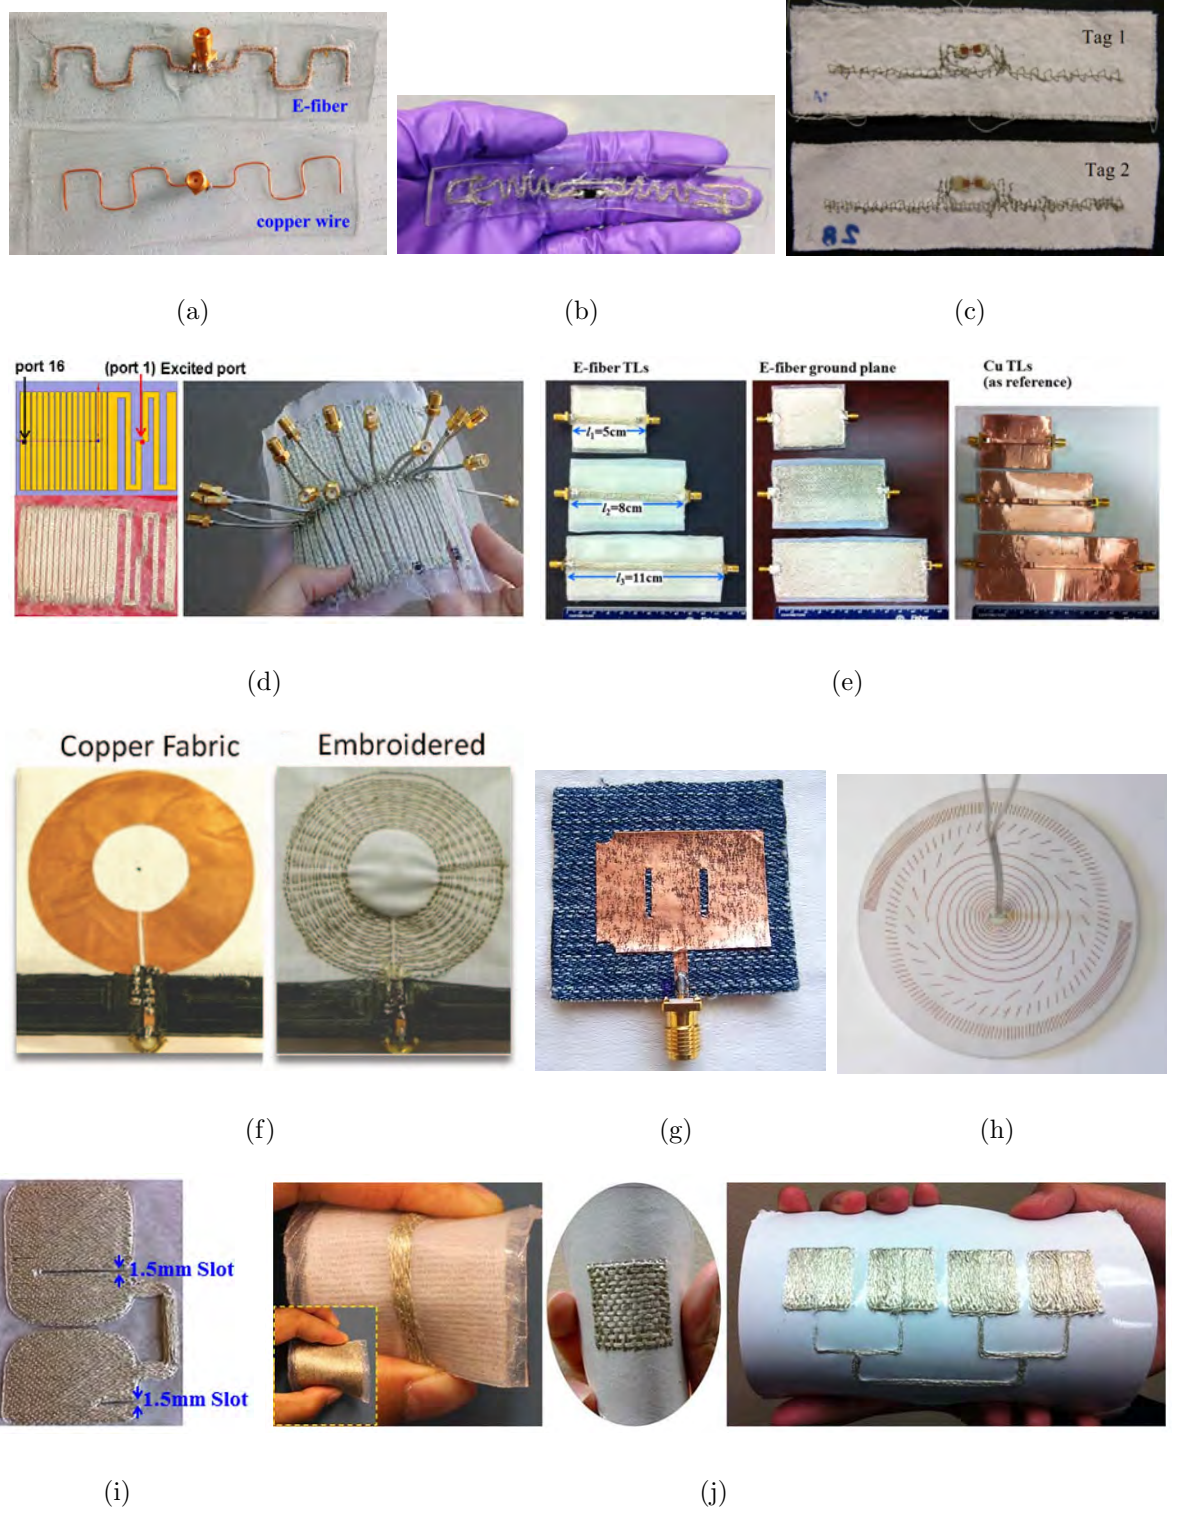 E-fiber
copper wire
Tag 1
Tag 2
(a)
(b)
(c)
port 16
(port 1) Excited port
E-fiber TLs
E-fiber ground plane
Cu TLs
(as reference)
l₁=5cm
l₂=8cm
l₃=11cm
(d)
(e)
Copper Fabric
Embroidered
(f)
(g)
(h)
1.5mm Slot
1.5mm Slot
(i)
(j)